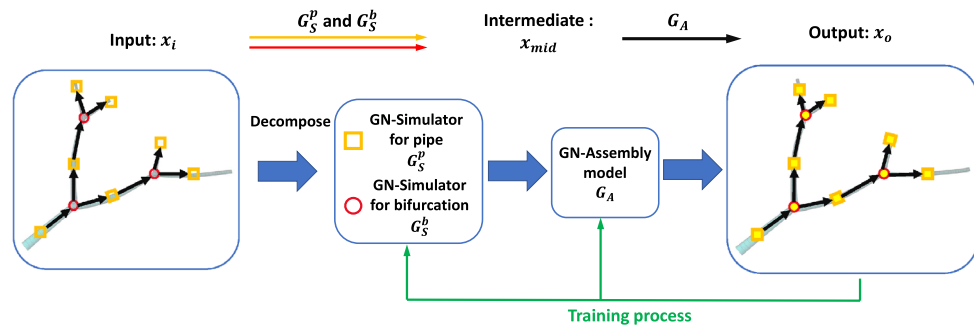 Input: x_i
G_S^p and G_S^b
Intermediate :
x_mid
G_A
Output: x_o
Decompose
GN-Simulator
for pipe
G_S^p
GN-Simulator
for bifurcation
G_S^b
GN-Assembly
model
G_A
Training process